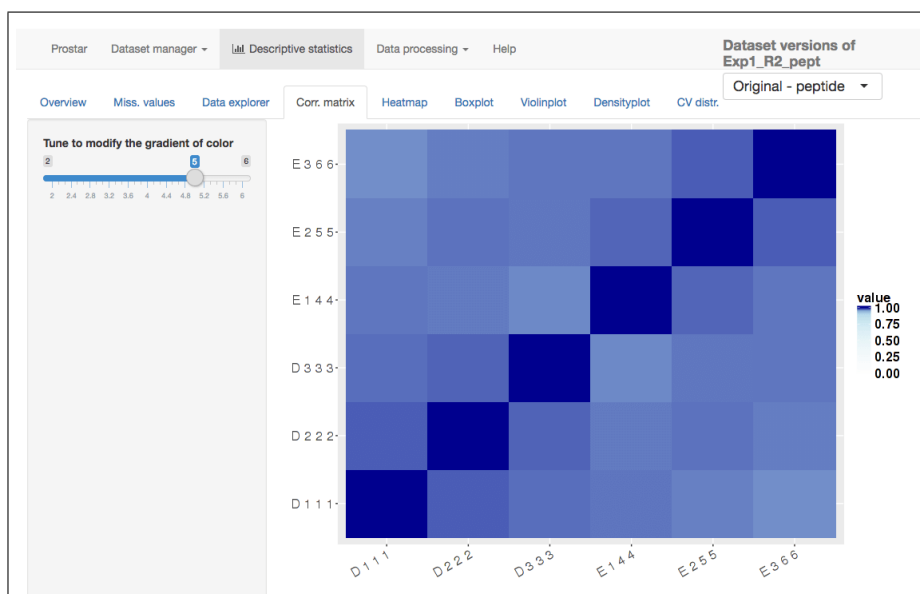 Prostar Dataset manager Descriptive statistics Data processing Help
Dataset versions of
Exp1_R2_pept
Original - peptide
Overview Miss. values Data explorer Corr. matrix Heatmap Boxplot Violinplot Densityplot CV distr.
Tune to modify the gradient of color
2 5 6
2 2.4 2.8 3.2 3.6 4 4.4 4.8 5.2 5.6 6
E 3 6 6
E 2 5 5
E 1 4 4
D 3 3 3
D 2 2 2
D 1 1 1
value
1.00
0.75
0.50
0.25
0.00
D 1 1 1 D 2 2 2 D 3 3 3 E 1 4 4 E 2 5 5 E 3 6 6